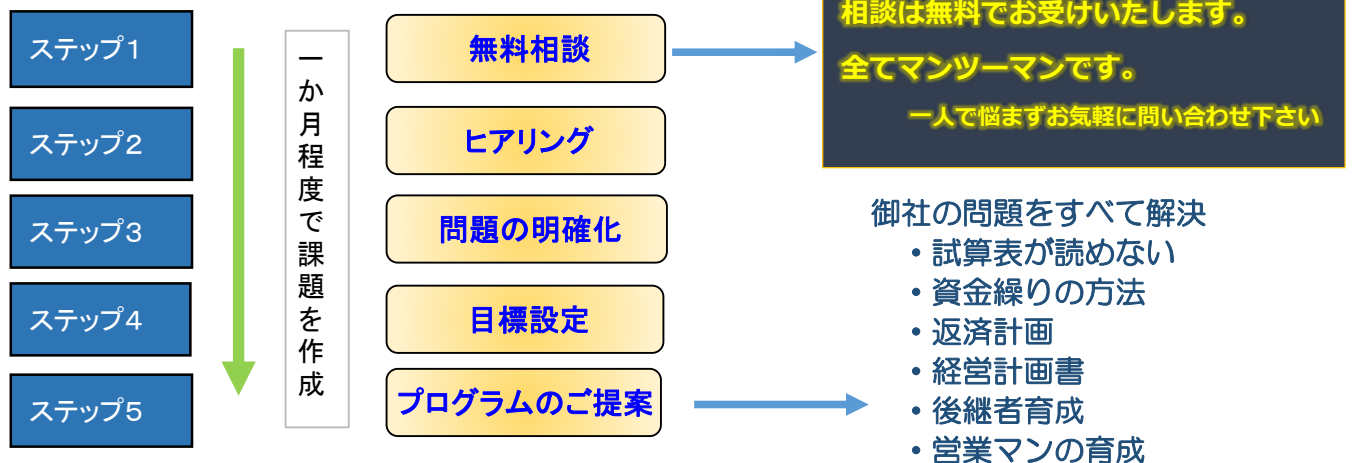 ステップ1
ステップ2
ステップ3
ステップ4
ステップ5
一か月程度で課題を作成
無料相談
ヒアリング
問題の明確化
目標設定
プログラムのご提案
相談は無料でお受けいたします。
全てマンツーマンです。
一人で悩まずお気軽に問い合わせ下さい
御社の問題をすべて解決
・試算表が読めない
・資金繰りの方法
・返済計画
・経営計画書
・後継者育成
・営業マンの育成